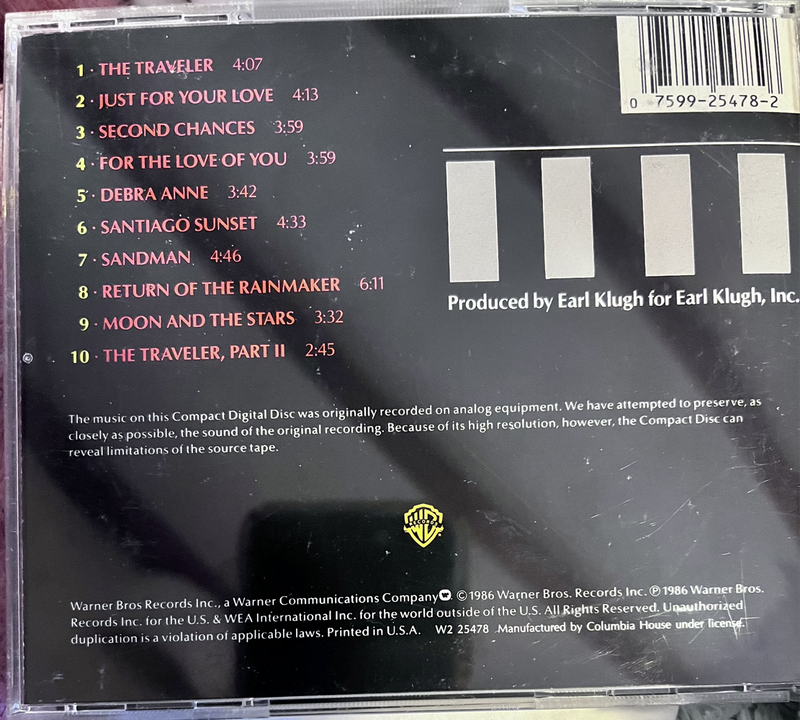 1 · THE TRAVELER 4:07
2 · JUST FOR YOUR LOVE 4:13
3 · SECOND CHANCES 3:59
4 · FOR THE LOVE OF YOU 3:59
5 · DEBRA ANNE 3:42
6 · SANTIAGO SUNSET 4:33
7 · SANDMAN 4:46
8 · RETURN OF THE RAINMAKER 6:11
9 · MOON AND THE STARS 3:32
10 · THE TRAVELER, PART II 2:45
0 7599-25478-2
Produced by Earl Klugh for Earl Klugh, Inc.
The music on this Compact Digital Disc was originally recorded on analog equipment. We have attempted to preserve, as
closely as possible, the sound of the original recording. Because of its high resolution, however, the Compact Disc can
reveal limitations of the source tape.
RECORDS
Warner Bros Records Inc., a Warner Communications Company. ©1986 Warner Bros. Records Inc. ℗1986 Warner Bros.
Records Inc. for the U.S. & WEA International Inc. for the world outside of the U.S. All Rights Reserved. Unauthorized
duplication is a violation of applicable laws. Printed in U.S.A. W2 25478 Manufactured by Columbia House under license.
©